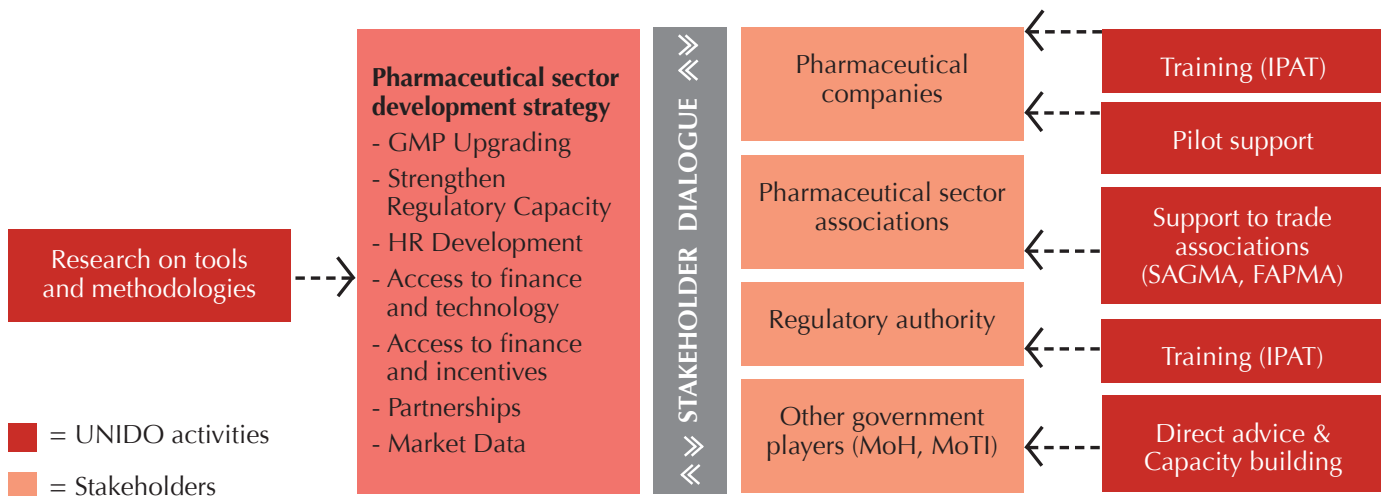 Research on tools
and methodologies
= UNIDO activities
= Stakeholders
Pharmaceutical sector
development strategy
- GMP Upgrading
- Strengthen
Regulatory Capacity
- HR Development
- Access to finance
and technology
- Access to finance
and incentives
- Partnerships
- Market Data
STAKEHOLDER DIALOGUE
Pharmaceutical
companies
Pharmaceutical sector
associations
Regulatory authority
Other government
players (MoH, MoTI)
Training (IPAT)
Pilot support
Support to trade
associations
(SAGMA, FAPMA)
Training (IPAT)
Direct advice &
Capacity building